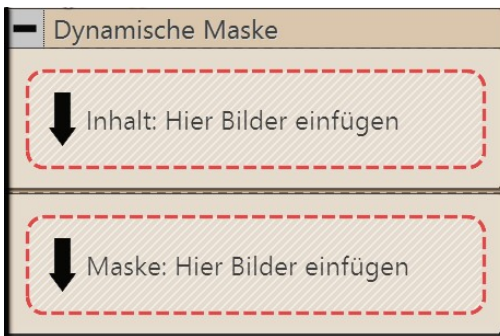 Dynamische Maske
Inhalt: Hier Bilder einfügen
Maske: Hier Bilder einfügen